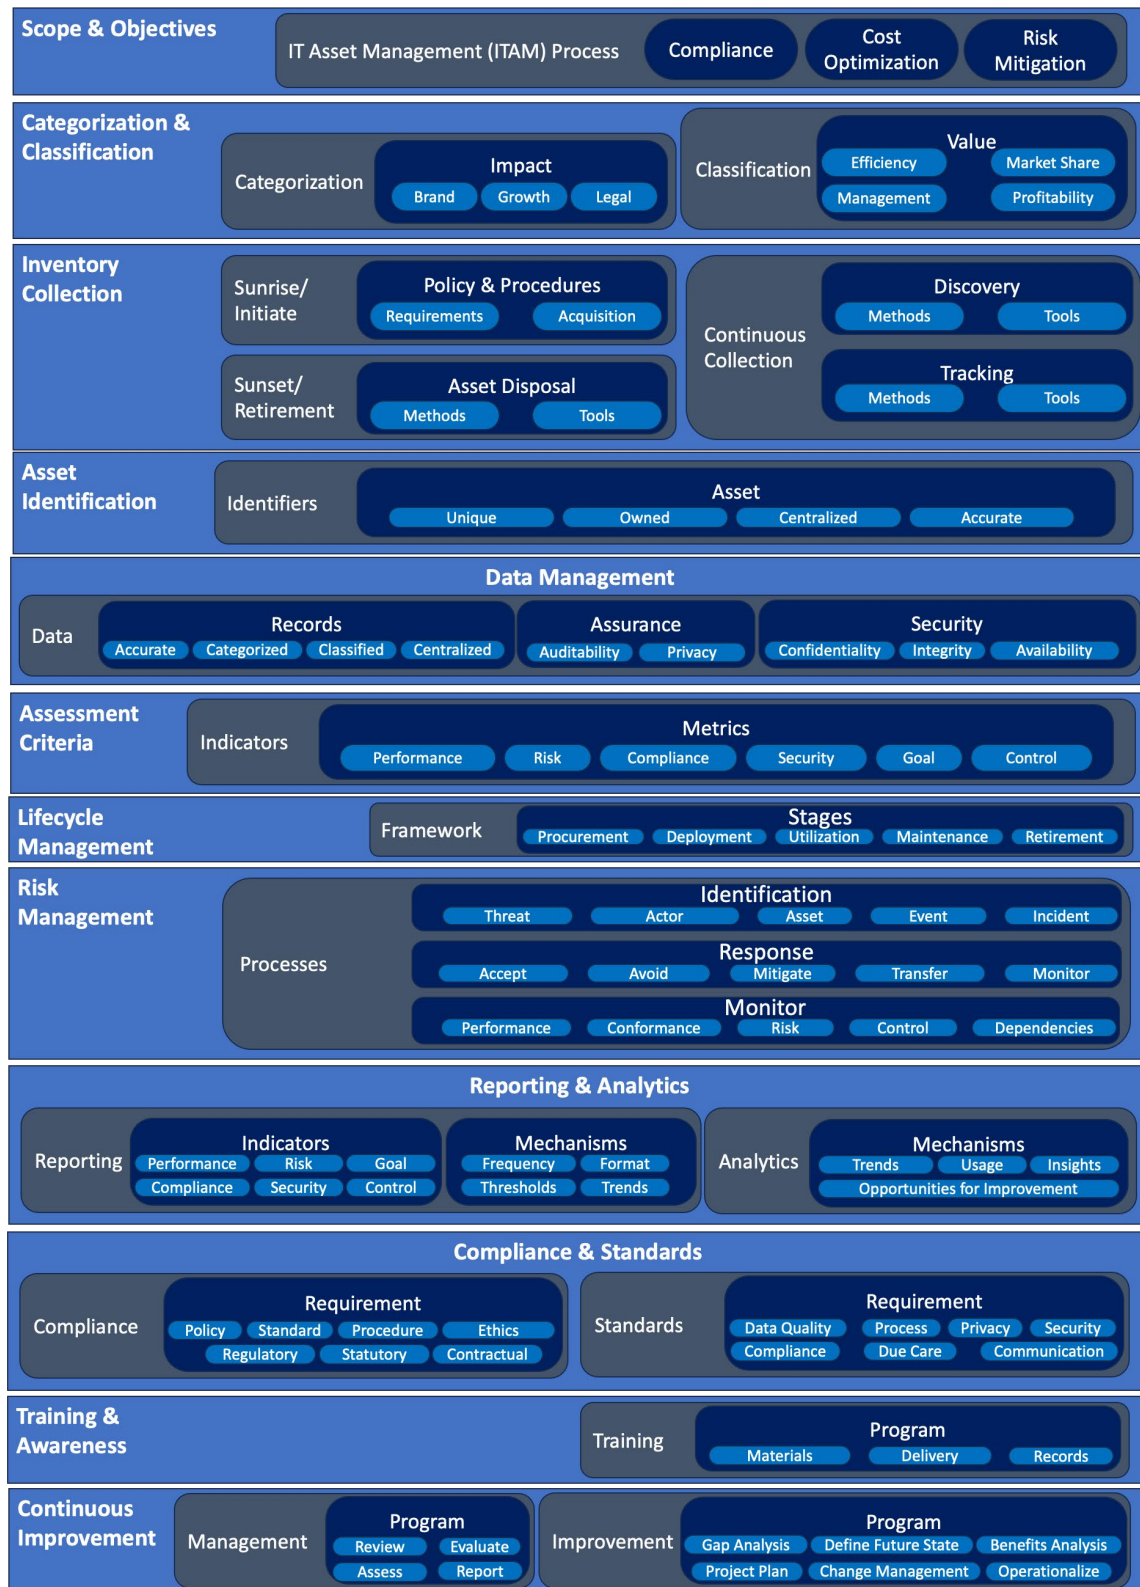 Scope & Objectives
IT Asset Management (ITAM) Process
Compliance
Cost
Optimization
Risk
Mitigation
Categorization &
Classification
Categorization
Impact
Brand
Growth
Legal
Classification
Value
Efficiency
Market Share
Management
Profitability
Inventory
Collection
Sunrise/
Initiate
Policy & Procedures
Requirements
Acquisition
Sunset/
Retirement
Asset Disposal
Methods
Tools
Continuous
Collection
Discovery
Methods
Tools
Tracking
Methods
Tools
Asset
Identification
Identifiers
Asset
Unique
Owned
Centralized
Accurate
Data Management
Data
Records
Accurate
Categorized
Classified
Centralized
Assurance
Auditability
Privacy
Security
Confidentiality
Integrity
Availability
Assessment
Criteria
Indicators
Metrics
Performance
Risk
Compliance
Security
Goal
Control
Lifecycle
Management
Framework
Stages
Procurement
Deployment
Utilization
Maintenance
Retirement
Risk
Management
Processes
Identification
Threat
Actor
Asset
Event
Incident
Response
Accept
Avoid
Mitigate
Transfer
Monitor
Monitor
Performance
Conformance
Risk
Control
Dependencies
Reporting & Analytics
Reporting
Indicators
Performance
Risk
Goal
Compliance
Security
Control
Mechanisms
Frequency
Format
Thresholds
Trends
Analytics
Mechanisms
Trends
Usage
Insights
Opportunities for Improvement
Compliance & Standards
Compliance
Requirement
Policy
Standard
Procedure
Ethics
Regulatory
Statutory
Contractual
Standards
Requirement
Data Quality
Process
Privacy
Security
Compliance
Due Care
Communication
Training &
Awareness
Training
Program
Materials
Delivery
Records
Continuous
Improvement
Management
Program
Review
Evaluate
Assess
Report
Improvement
Program
Gap Analysis
Define Future State
Benefits Analysis
Project Plan
Change Management
Operationalize